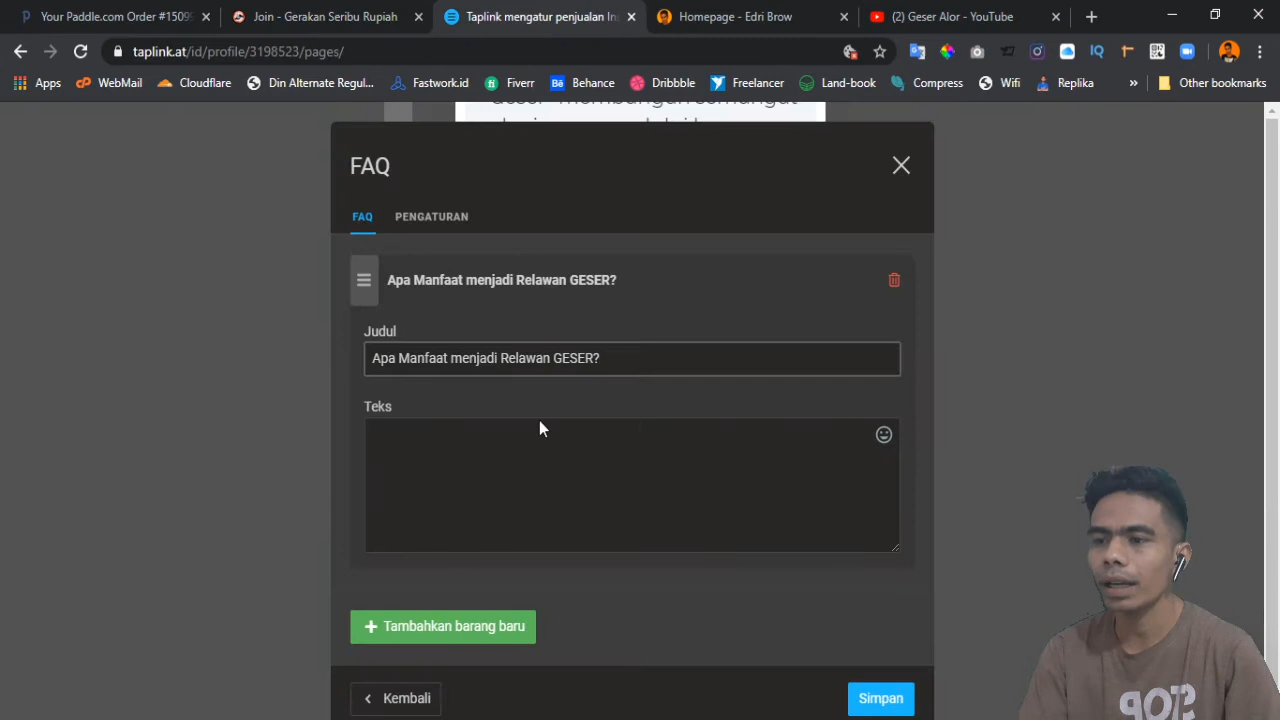 Your Paddle.com Order #1509
Join - Gerakan Seribu Rupiah
Taplink mengatur penjualan In
Homepage - Edri Brow
(2) Geser Alor - YouTube
taplink.at/id/profile/3198523/pages/
Apps
WebMail
Cloudflare
Din Alternate Regul...
Fastwork.id
Fiverr
Behance
Dribbble
Freelancer
Land-book
Compress
Wifi
Replika
»
Other bookmarks
FAQ
FAQ
PENGATURAN
Apa Manfaat menjadi Relawan GESER?
Judul
Apa Manfaat menjadi Relawan GESER?
Teks
+ Tambahkan barang baru
Kembali
Simpan